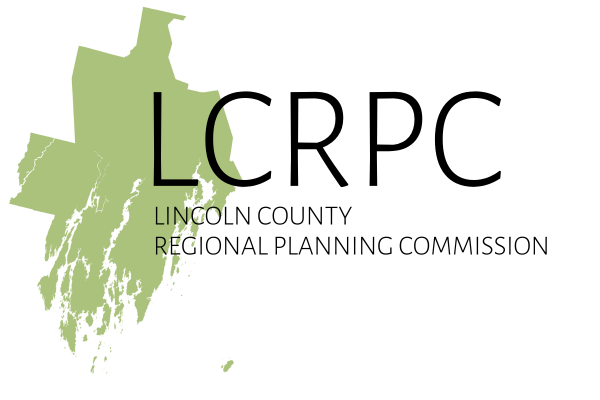 LCRPC
LINCOLN COUNTY
REGIONAL PLANNING COMMISSION